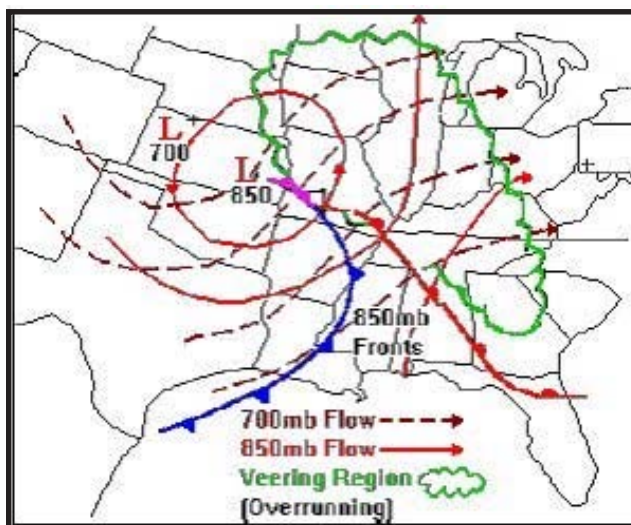 L
700
L
850
850mb
Fronts
700mb Flow
850mb Flow
Veering Region
(Overrunning)